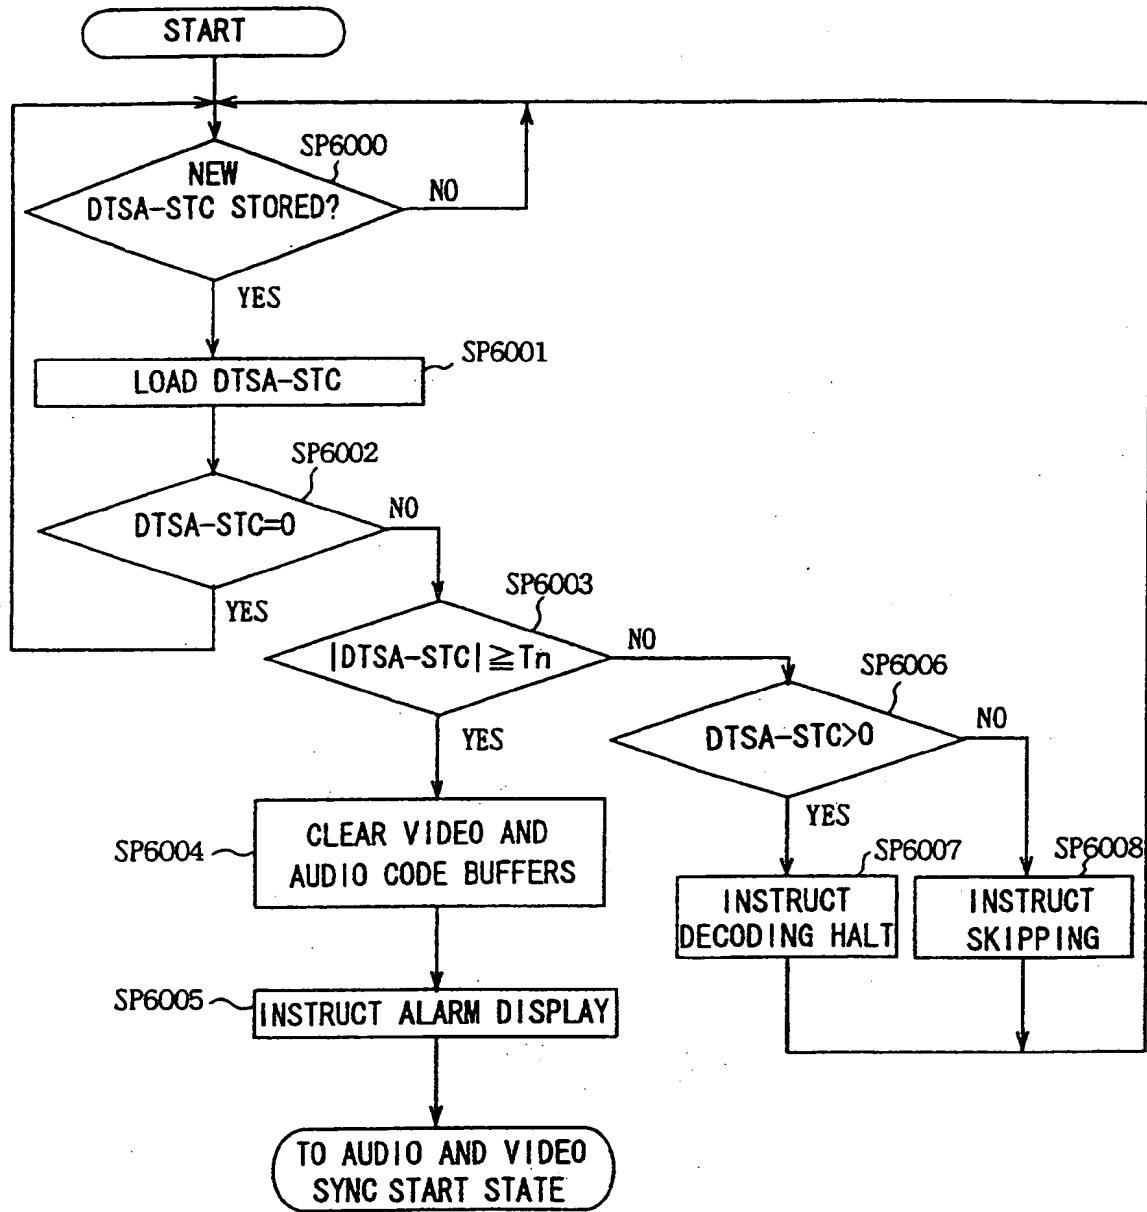 START
SP6000
NEW
DTSA-STC STORED?
NO
YES
SP6001
LOAD DTSA-STC
SP6002
DTSA-STC=0
NO
YES
SP6003
|DTSA-STC|≧Tn
NO
YES
SP6006
DTSA-STC>0
NO
YES
SP6004
CLEAR VIDEO AND
AUDIO CODE BUFFERS
SP6007
INSTRUCT
DECODING HALT
SP6008
INSTRUCT
SKIPPING
SP6005
INSTRUCT ALARM DISPLAY
TO AUDIO AND VIDEO
SYNC START STATE